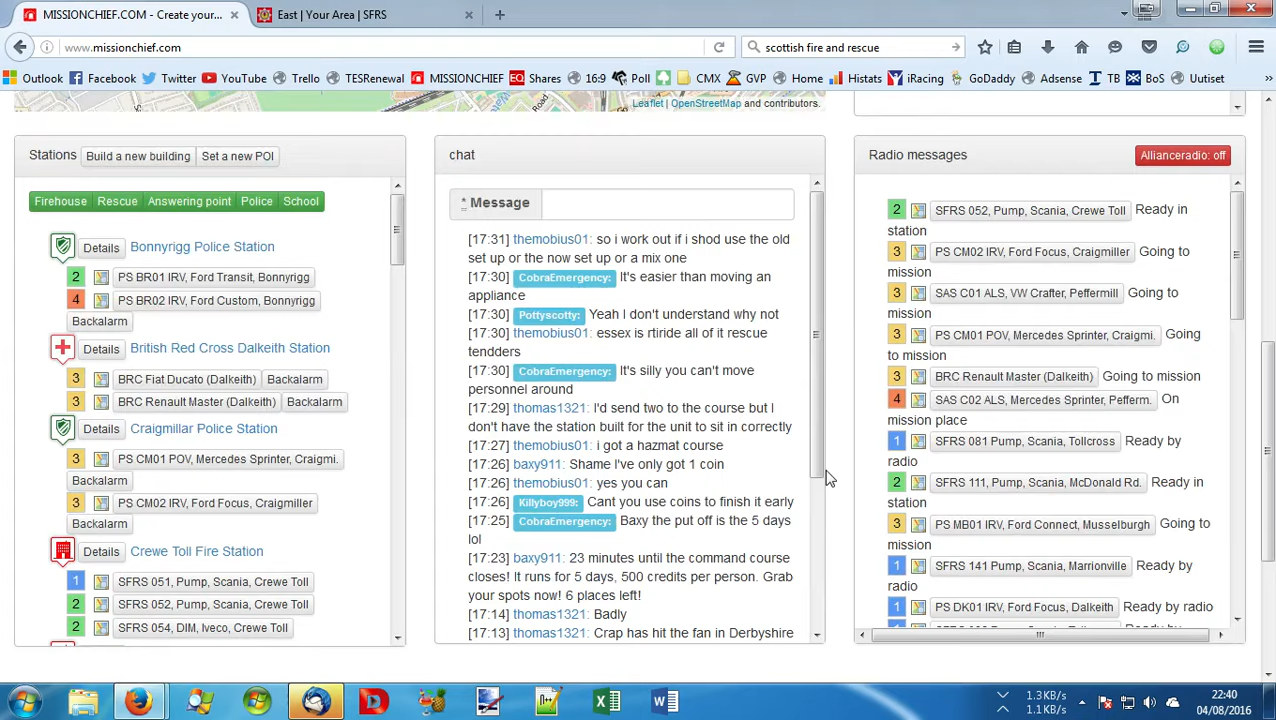 MISSIONCHIEF.COM - Create your...
East | Your Area | SFRS
www.missionchief.com
scottish fire and rescue
Outlook Facebook Twitter YouTube Trello TESRenewal MISSIONCHIEF EQ Shares 16:9 Poll CMX GVP Home Histats iRacing GoDaddy Adsense TB BoS Uutiset »
Leaflet | OpenStreetMap and contributors.
Stations Build a new building Set a new POI
Firehouse Rescue Answering point Police School
Details Bonnyrigg Police Station
2 PS BR01 IRV, Ford Transit, Bonnyrigg
4 PS BR02 IRV, Ford Custom, Bonnyrigg
Backalarm
Details British Red Cross Dalkeith Station
3 BRC Fiat Ducato (Dalkeith) Backalarm
3 BRC Renault Master (Dalkeith) Backalarm
Details Craigmillar Police Station
3 PS CM01 POV, Mercedes Sprinter, Craigmi.
Backalarm
3 PS CM02 IRV, Ford Focus, Craigmiller
Backalarm
Details Crewe Toll Fire Station
1 SFRS 051, Pump, Scania, Crewe Toll
2 SFRS 052, Pump, Scania, Crewe Toll
2 SFRS 054, DIM, Iveco, Crewe Toll
chat
* Message
[17:31] themobius01: so i work out if i shod use the old
set up or the now set up or a mix one
[17:30] CobraEmergency: It's easier than moving an
appliance
[17:30] Pottyscotty: Yeah I don't understand why not
[17:30] themobius01: essex is rtiride all of it rescue
tendders
[17:30] CobraEmergency: It's silly you can't move
personnel around
[17:29] thomas1321: I'd send two to the course but I
don't have the station built for the unit to sit in correctly
[17:27] themobius01: i got a hazmat course
[17:26] baxy911: Shame I've only got 1 coin
[17:26] themobius01: yes you can
[17:26] Killyboy999: Cant you use coins to finish it early
[17:25] CobraEmergency: Baxy the put off is the 5 days
lol
[17:23] baxy911: 23 minutes until the command course
closes! It runs for 5 days, 500 credits per person. Grab
your spots now! 6 places left!
[17:14] thomas1321: Badly
[17:13] thomas1321: Crap has hit the fan in Derbyshire
Radio messages Allianceradio: off
2 SFRS 052, Pump, Scania, Crewe Toll Ready in
station
3 PS CM02 IRV, Ford Focus, Craigmiller Going to
mission
3 SAS C01 ALS, VW Crafter, Peffermill Going to
mission
3 PS CM01 POV, Mercedes Sprinter, Craigmi. Going
to mission
3 BRC Renault Master (Dalkeith) Going to mission
4 SAS C02 ALS, Mercedes Sprinter, Pefferm. On
mission place
1 SFRS 081 Pump, Scania, Tollcross Ready by
radio
2 SFRS 111, Pump, Scania, McDonald Rd. Ready in
station
3 PS MB01 IRV, Ford Connect, Musselburgh Going to
mission
1 SFRS 141 Pump, Scania, Marrionville Ready by
radio
1 PS DK01 IRV, Ford Focus, Dalkeith Ready by radio
1.3KB/s
1.1KB/s
22:40
04/08/2016